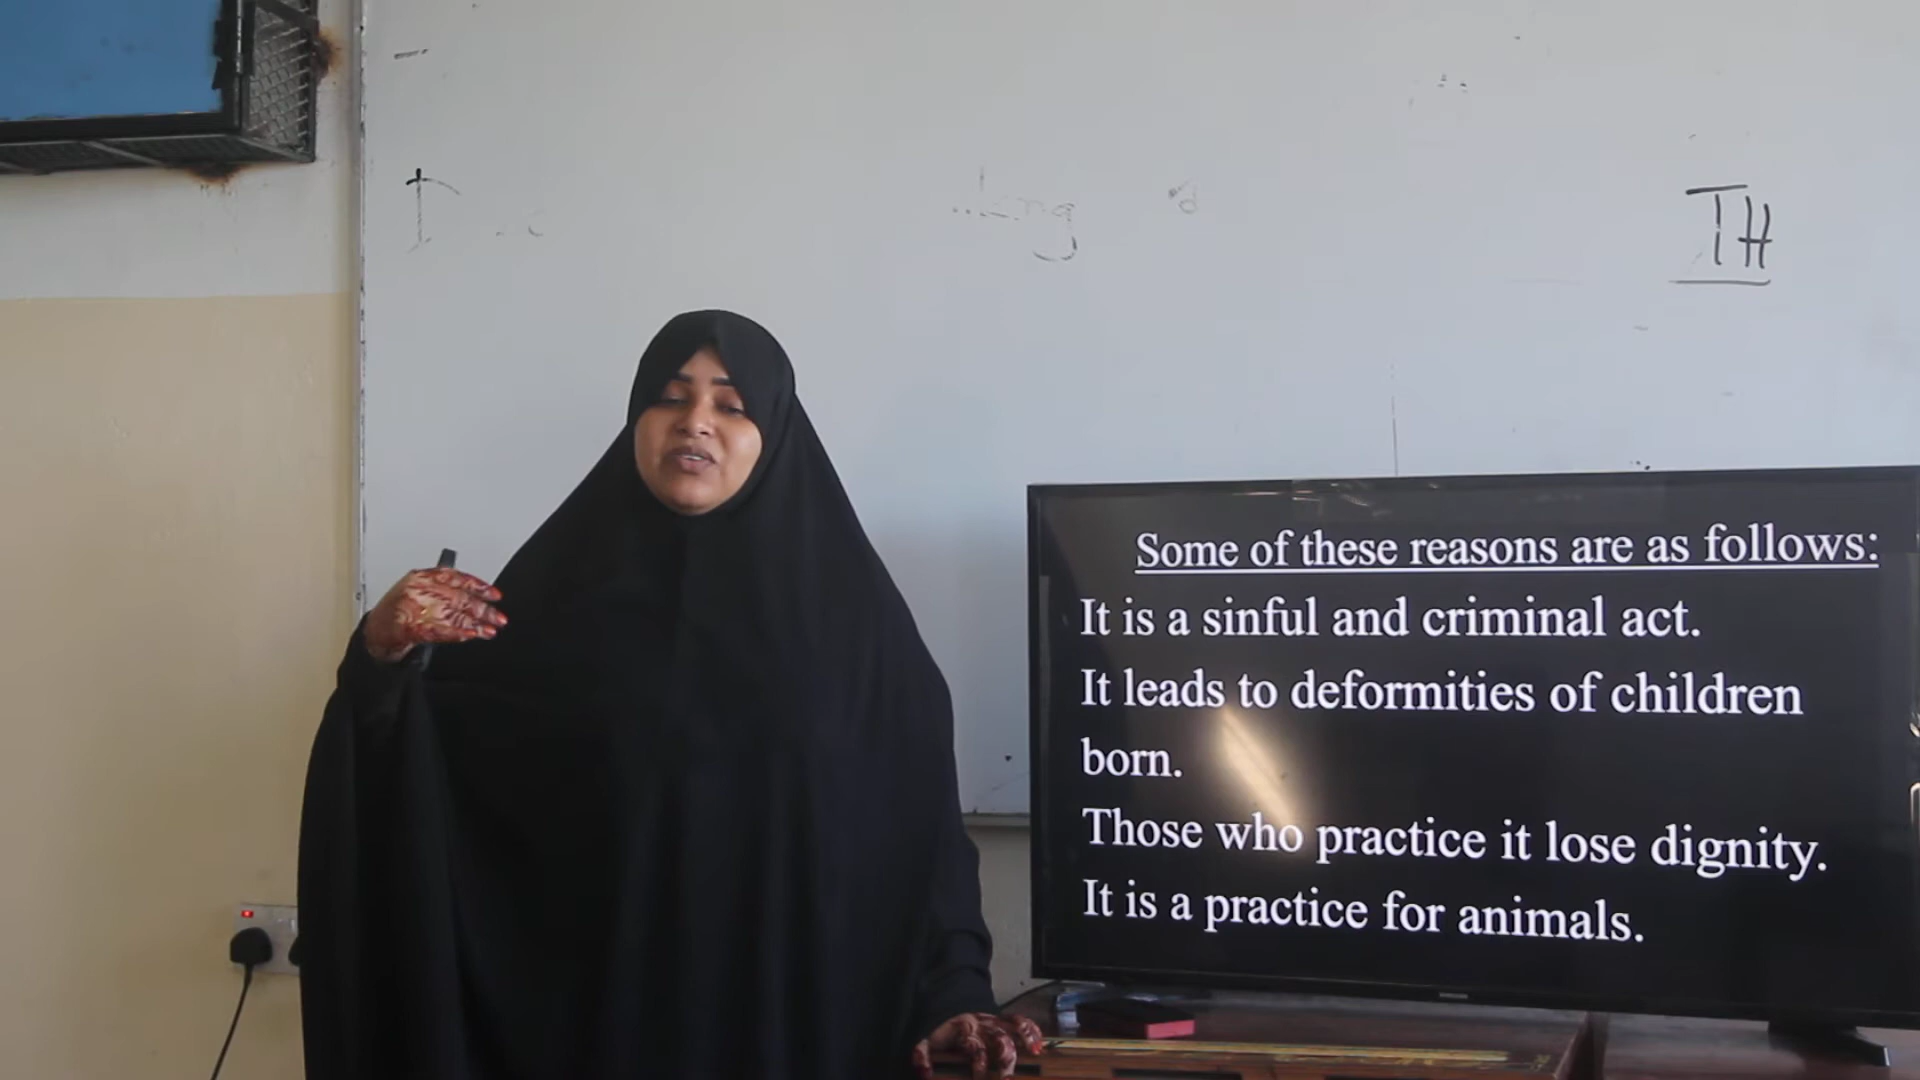 TH
Some of these reasons are as follows:
It is a sinful and criminal act.
It leads to deformities of children
born.
Those who practice it lose dignity.
It is a practice for animals.